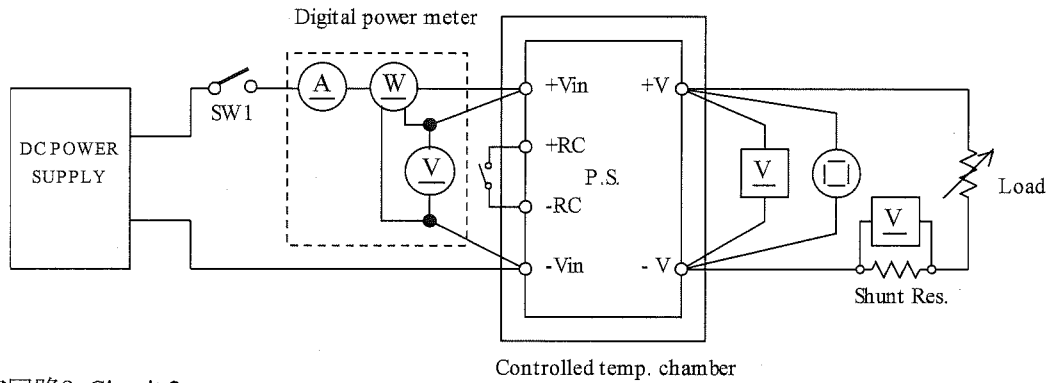 Digital power meter
SW1
A
W
V
DC POWER
SUPPLY
+Vin
+V
+RC
P.S.
-RC
V
V
Load
-Vin
- V
Shunt Res.
Controlled temp. chamber
Circuit 2